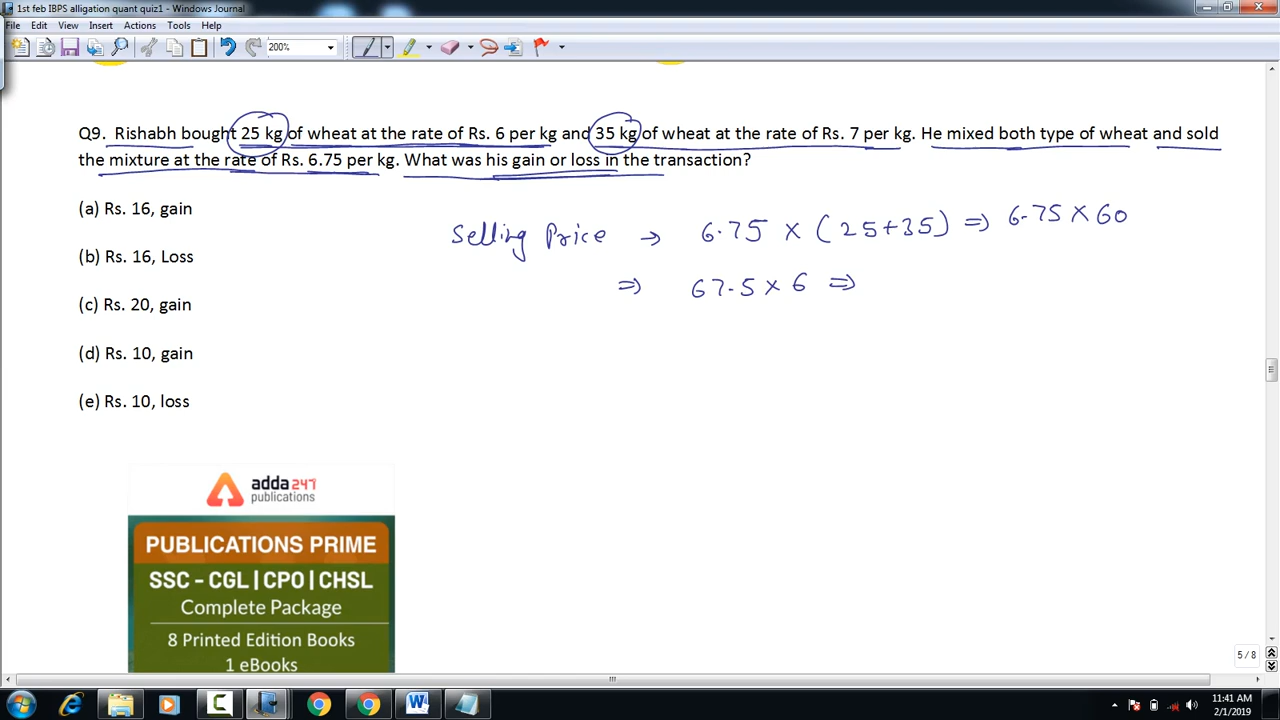 1st feb IBPS alligation quant quiz1 - Windows Journal
File Edit View Insert Actions Tools Help
200%
Q9. Rishabh bought 25 kg of wheat at the rate of Rs. 6 per kg and 35 kg of wheat at the rate of Rs. 7 per kg. He mixed both type of wheat and sold
the mixture at the rate of Rs. 6.75 per kg. What was his gain or loss in the transaction?
(a) Rs. 16, gain
(b) Rs. 16, Loss
(c) Rs. 20, gain
(d) Rs. 10, gain
(e) Rs. 10, loss
Selling Price → 6.75 × (25+35) ⇒ 6.75 × 60
⇒ 67.5 × 6 ⇒
adda247
publications
PUBLICATIONS PRIME
SSC - CGL | CPO | CHSL
Complete Package
8 Printed Edition Books
1 eBooks
5 / 8
11:41 AM
2/1/2019